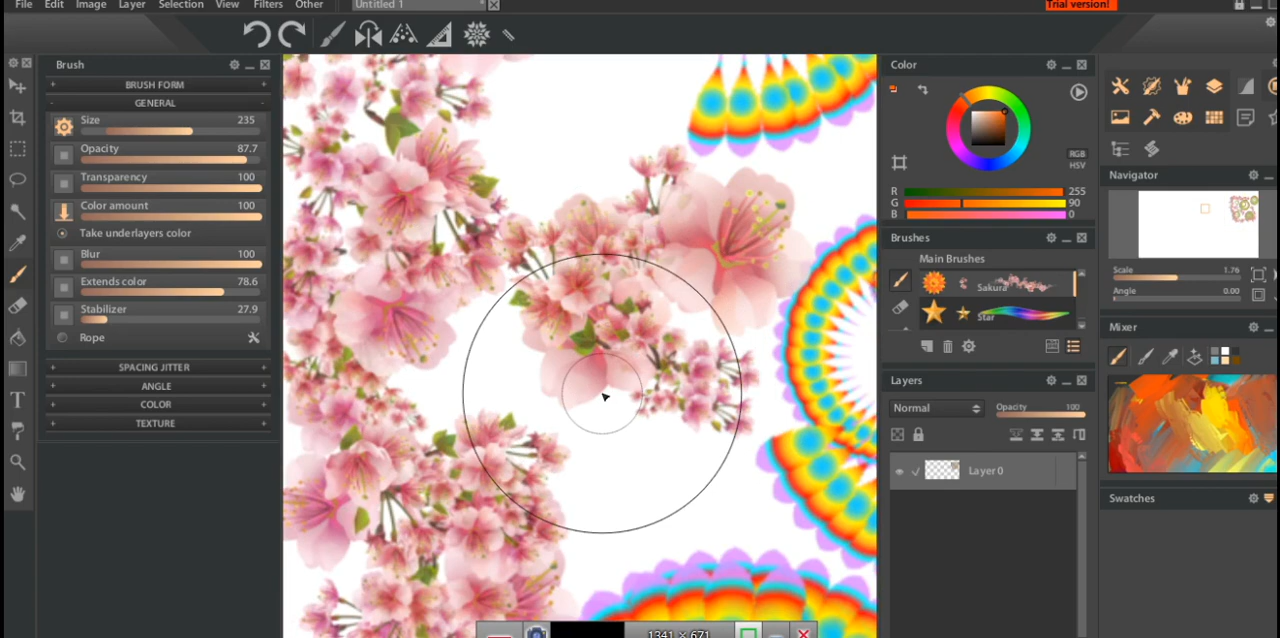 File Edit Image Layer Selection View Filters Other Untitled 1 * Trial version!
Brush
+ BRUSH FORM +
- GENERAL -
Size 235
Opacity 87.7
Transparency 100
Color amount 100
Take underlayers color
Blur 100
Extends color 78.6
Stabilizer 27.9
Rope
+ SPACING JITTER +
+ ANGLE +
+ COLOR +
+ TEXTURE +
Color
RGB
HSV
R 255
G 90
B 0
Brushes
Main Brushes
Sakura
Star
Layers
Normal
Opacity 100
Layer 0
Navigator
Scale 1.76
Angle 0.00
Mixer
Swatches
T
1341 × 671